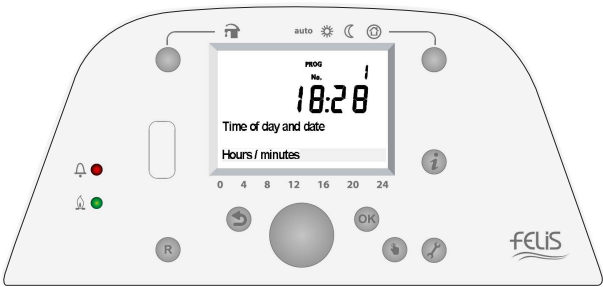 auto
PROG
No. 1
18:28
Time of day and date
Hours / minutes
0 4 8 12 16 20 24
i
OK
R
FELIS